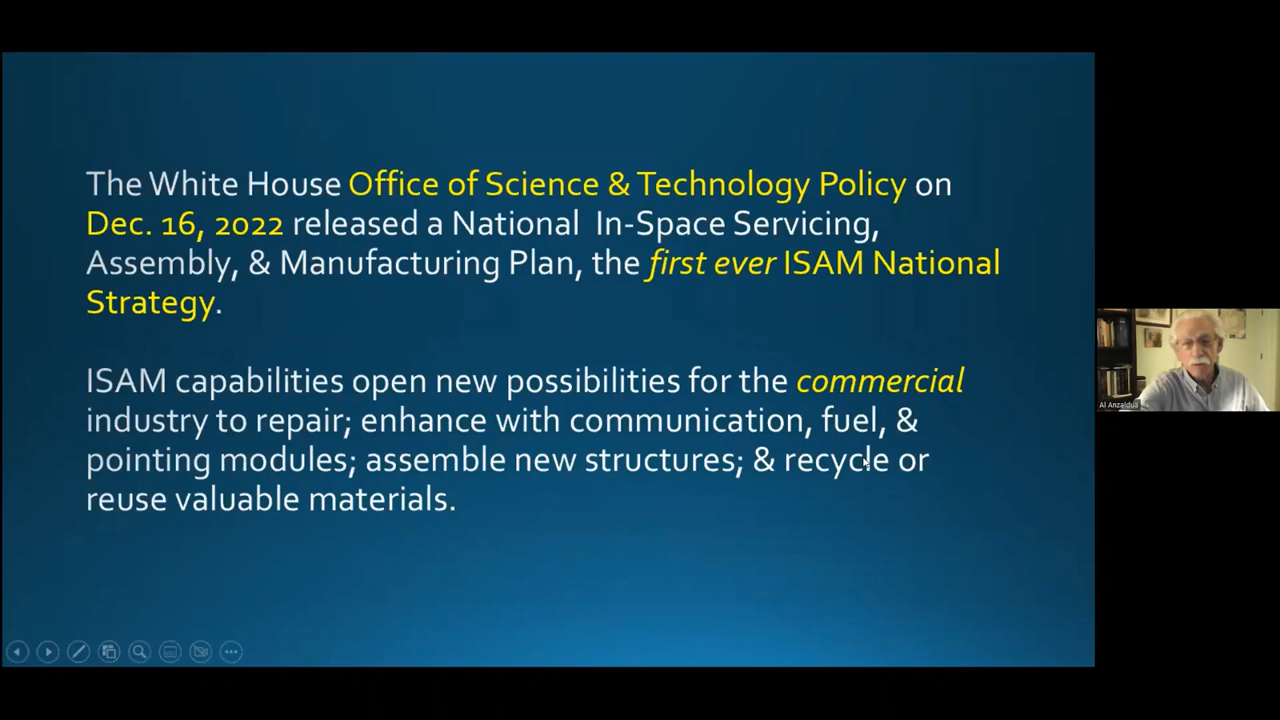 The White House Office of Science & Technology Policy on
Dec. 16, 2022 released a National In-Space Servicing,
Assembly, & Manufacturing Plan, the first ever ISAM National
Strategy.
ISAM capabilities open new possibilities for the commercial
industry to repair; enhance with communication, fuel, &
pointing modules; assemble new structures; & recycle or
reuse valuable materials.
Al Anzaldua